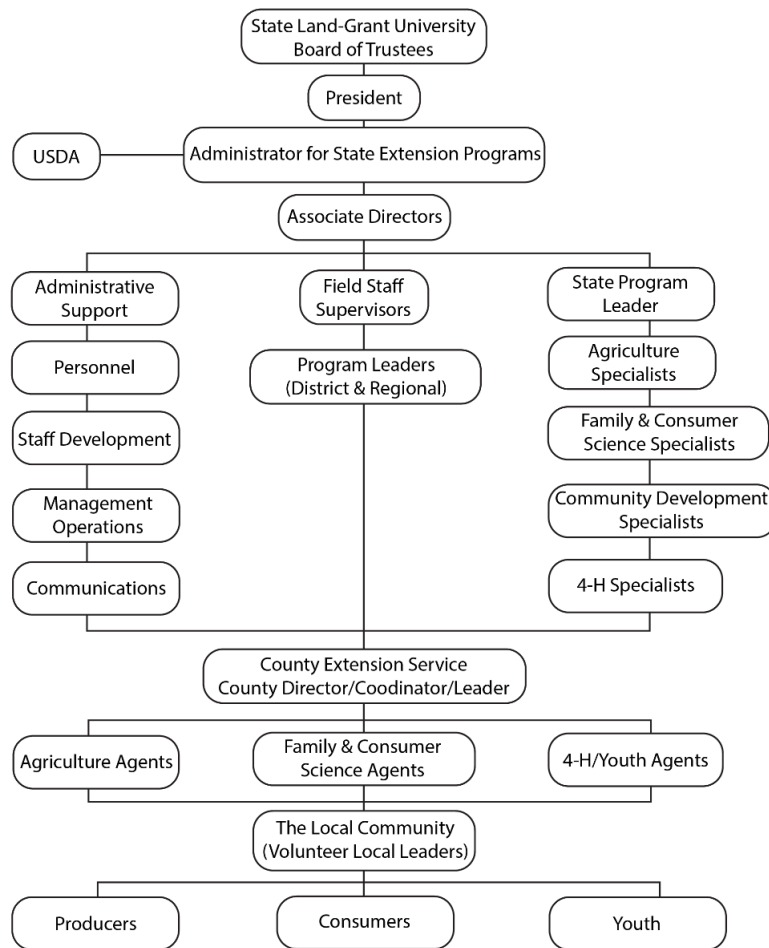 State Land-Grant University
Board of Trustees
President
USDA
Administrator for State Extension Programs
Associate Directors
Administrative
Support
Field Staff
Supervisors
State Program
Leader
Personnel
Program Leaders
(District & Regional)
Agriculture
Specialists
Staff Development
Family & Consumer
Science Specialists
Management
Operations
Community Development
Specialists
Communications
4-H Specialists
County Extension Service
County Director/Coodinator/Leader
Agriculture Agents
Family & Consumer
Science Agents
4-H/Youth Agents
The Local Community
(Volunteer Local Leaders)
Producers
Consumers
Youth